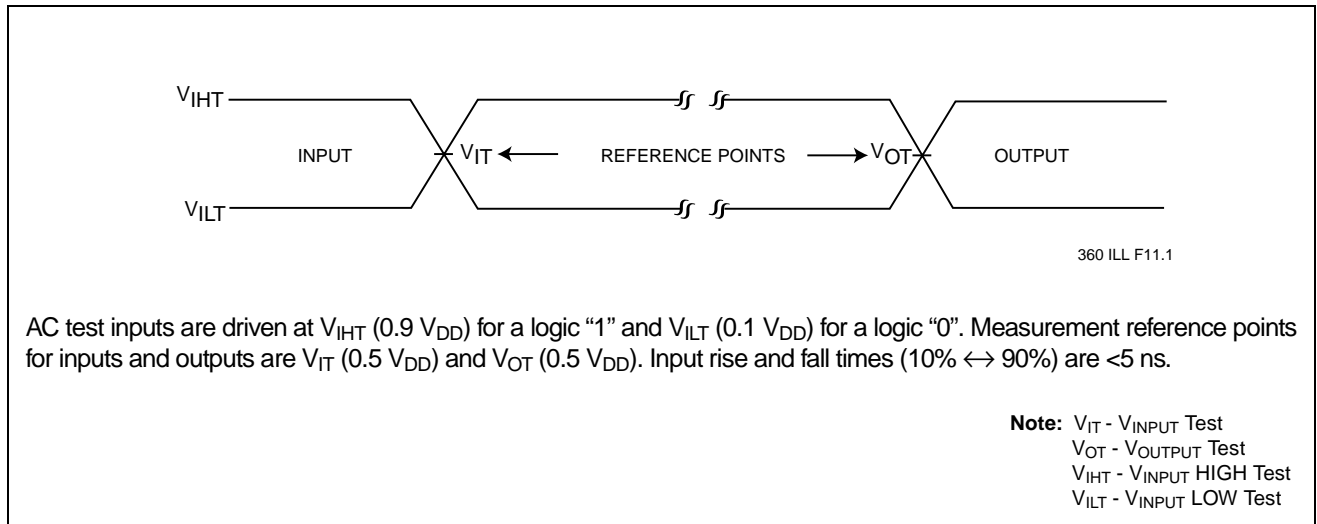 VIHT
INPUT VIT REFERENCE POINTS VOT OUTPUT
VILT
360 ILL F11.1
AC test inputs are driven at VIHT (0.9 VDD) for a logic “1” and VILT (0.1 VDD) for a logic “0”. Measurement reference points
for inputs and outputs are VIT (0.5 VDD) and VOT (0.5 VDD). Input rise and fall times (10% ↔ 90%) are <5 ns.
Note: VIT - VINPUT Test
VOT - VOUTPUT Test
VIHT - VINPUT HIGH Test
VILT - VINPUT LOW Test